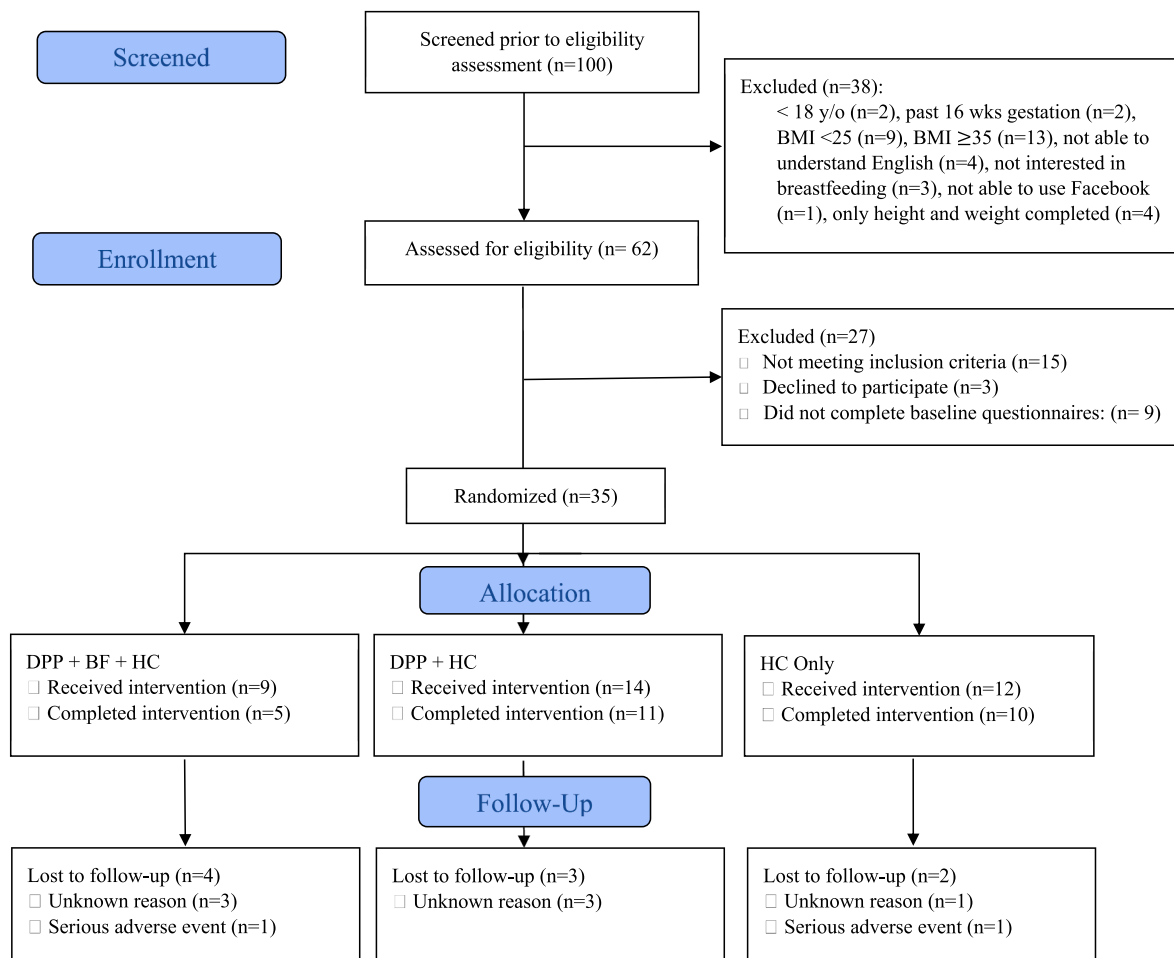 Screened
Screened prior to eligibility
assessment (n=100)
Excluded (n=38):
< 18 y/o (n=2), past 16 wks gestation (n=2),
BMI <25 (n=9), BMI ≥35 (n=13), not able to
understand English (n=4), not interested in
breastfeeding (n=3), not able to use Facebook
(n=1), only height and weight completed (n=4)
Enrollment
Assessed for eligibility (n= 62)
Excluded (n=27)
□ Not meeting inclusion criteria (n=15)
□ Declined to participate (n=3)
□ Did not complete baseline questionnaires: (n= 9)
Randomized (n=35)
Allocation
DPP + BF + HC
□ Received intervention (n=9)
□ Completed intervention (n=5)
DPP + HC
□ Received intervention (n=14)
□ Completed intervention (n=11)
HC Only
□ Received intervention (n=12)
□ Completed intervention (n=10)
Follow-Up
Lost to follow-up (n=4)
□ Unknown reason (n=3)
□ Serious adverse event (n=1)
Lost to follow-up (n=3)
□ Unknown reason (n=3)
Lost to follow-up (n=2)
□ Unknown reason (n=1)
□ Serious adverse event (n=1)